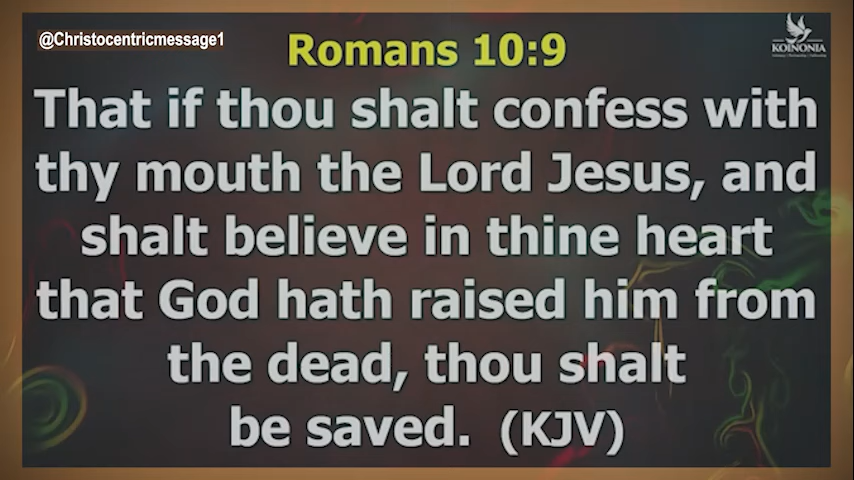 @Christocentricmessage1
KOINONIA
Romans 10:9
That if thou shalt confess with
thy mouth the Lord Jesus, and
shalt believe in thine heart
that God hath raised him from
the dead, thou shalt
be saved. (KJV)